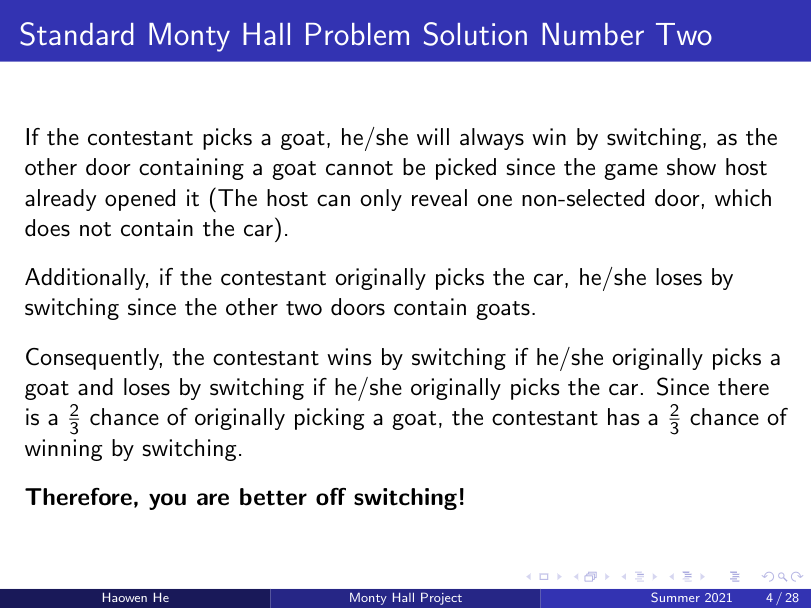 Standard Monty Hall Problem Solution Number Two
If the contestant picks a goat, he/she will always win by switching, as the
other door containing a goat cannot be picked since the game show host
already opened it (The host can only reveal one non-selected door, which
does not contain the car).
Additionally, if the contestant originally picks the car, he/she loses by
switching since the other two doors contain goats.
Consequently, the contestant wins by switching if he/she originally picks a
goat and loses by switching if he/she originally picks the car. Since there
is a 2/3 chance of originally picking a goat, the contestant has a 2/3 chance of
winning by switching.
Therefore, you are better off switching!
Haowen He
Monty Hall Project
Summer 2021
4 / 28